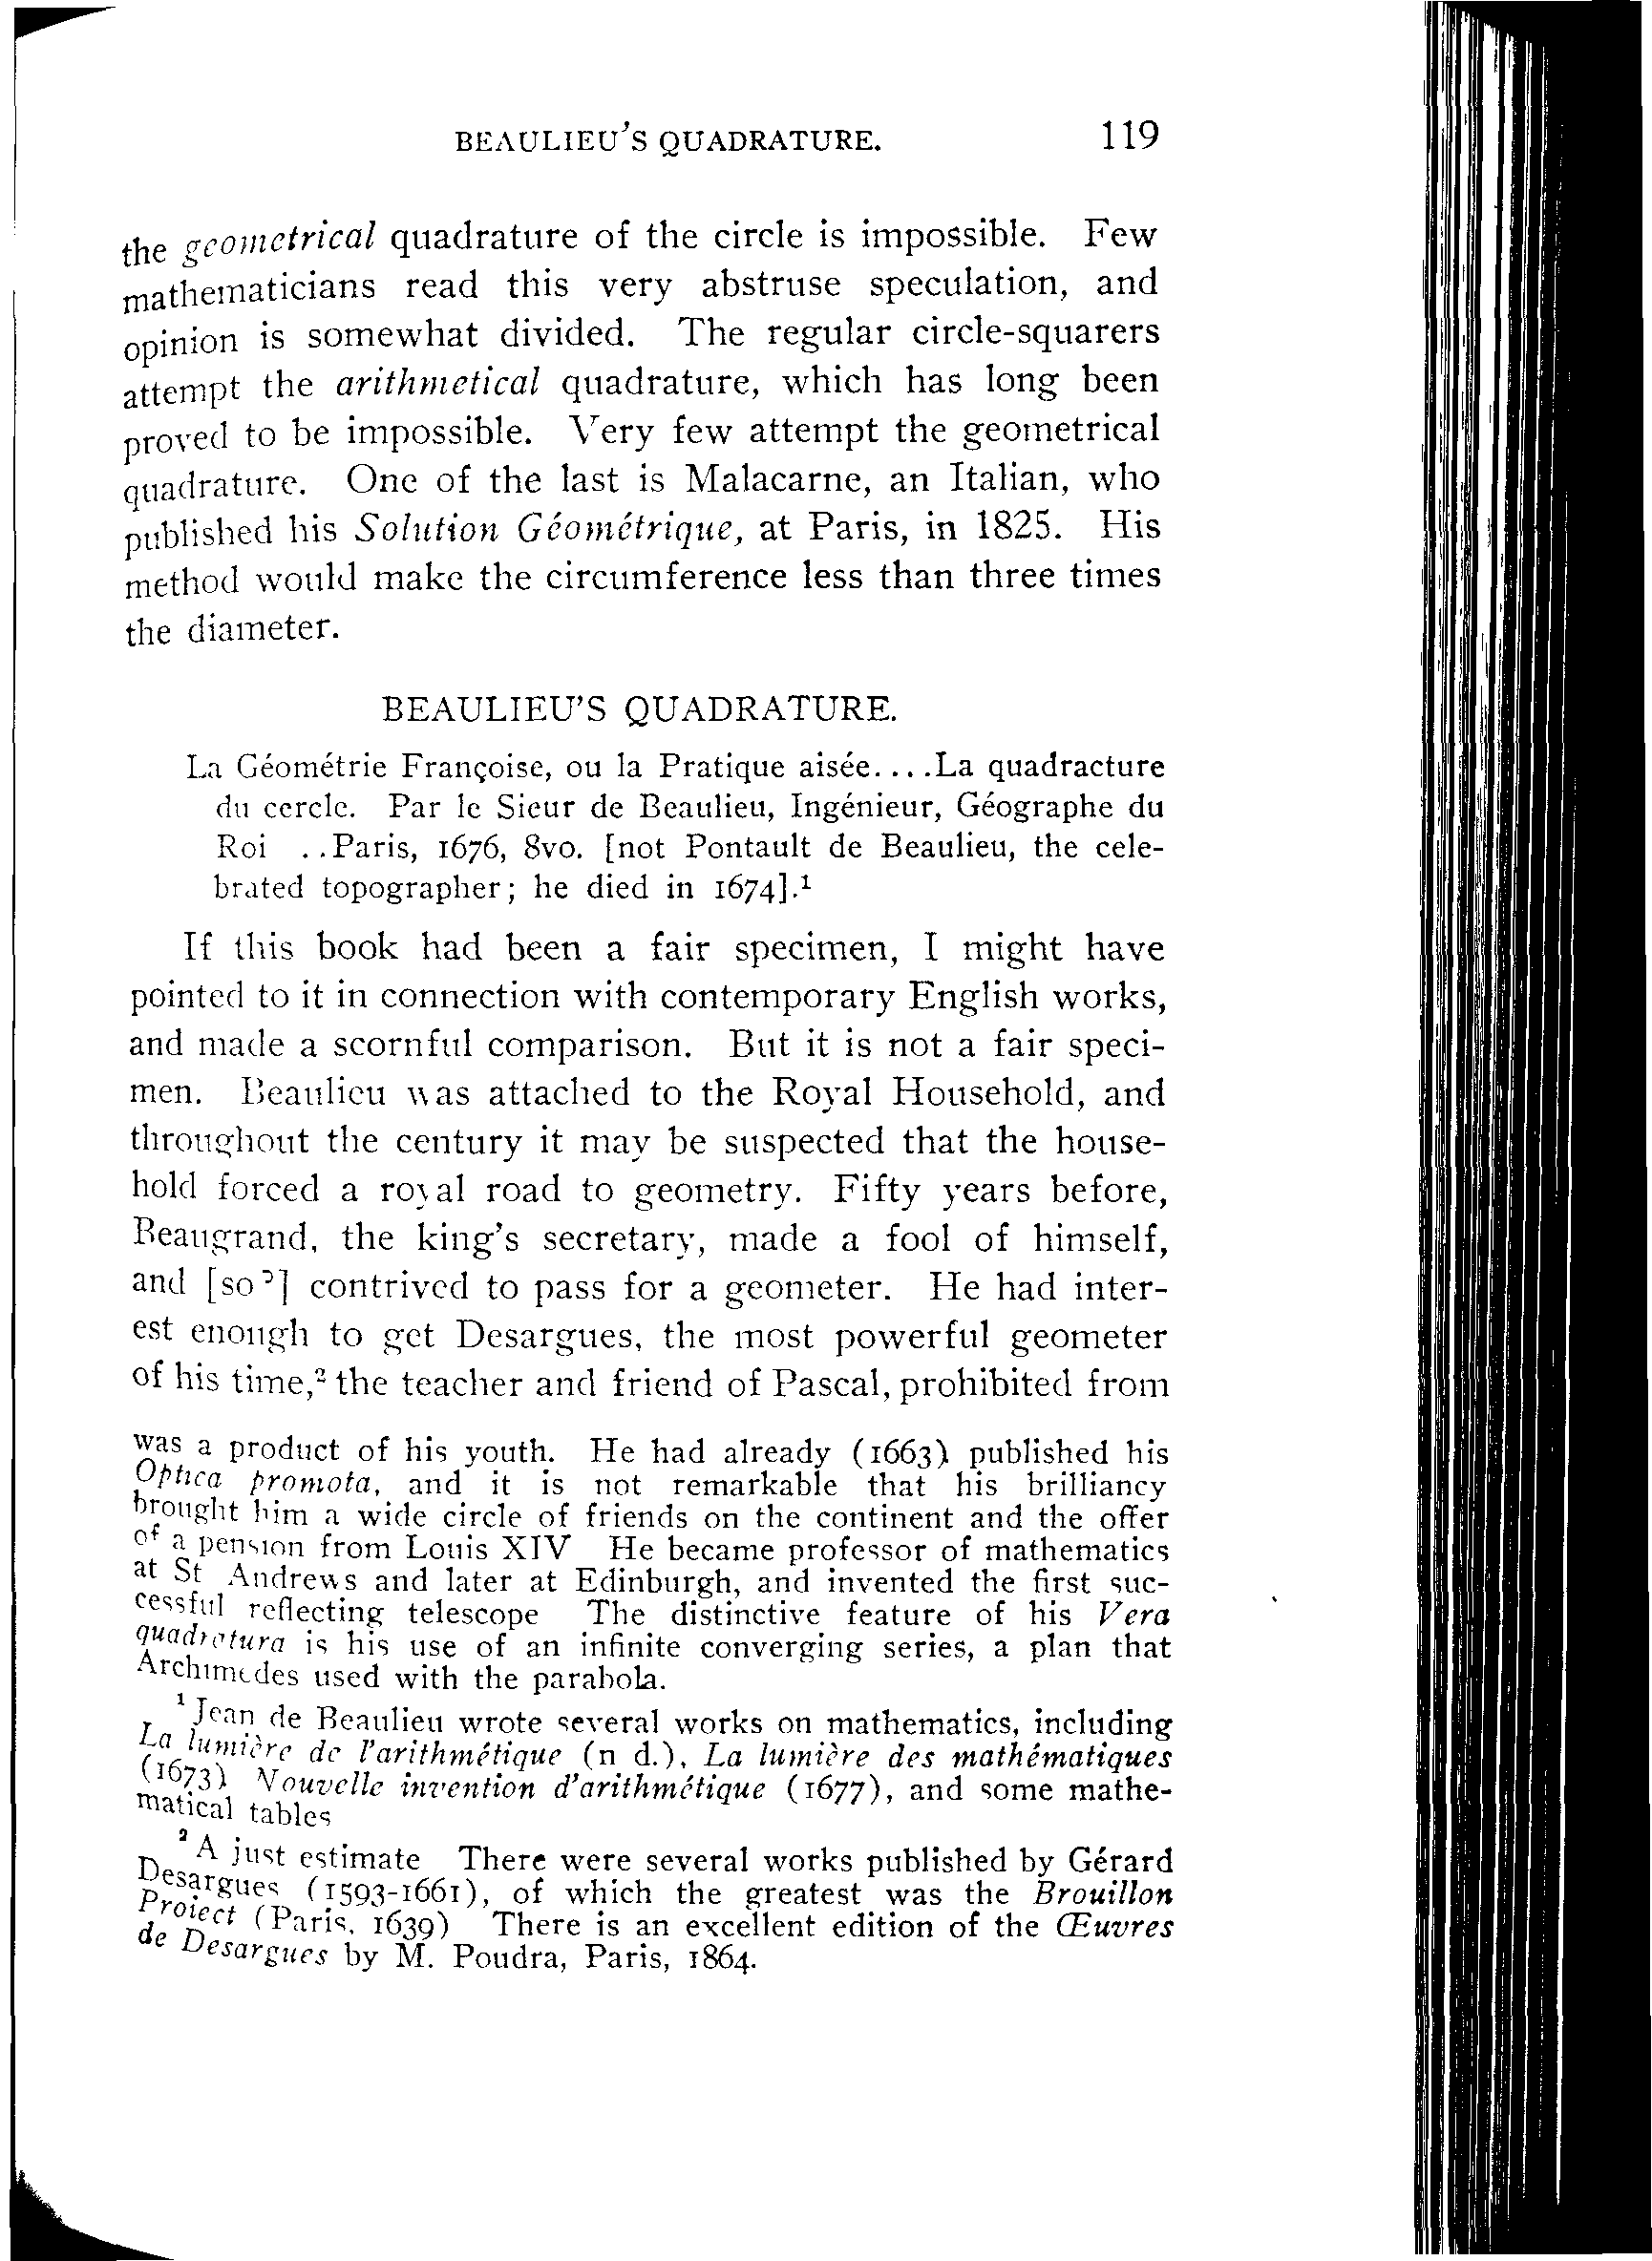 BEAULIEU'S QUADRATURE. 119
the geometrical quadrature of the circle is impossible. Few
mathematicians read this very abstruse speculation, and
opinion is somewhat divided. The regular circle-squarers
attempt the arithmetical quadrature, which has long been
proved to be impossible. Very few attempt the geometrical
quadrature. One of the last is Malacarne, an Italian, who
published his Solution Géométrique, at Paris, in 1825. His
method would make the circumference less than three times
the diameter.
BEAULIEU'S QUADRATURE.
La Géométrie Françoise, ou la Pratique aisée....La quadracture
du cercle. Par le Sieur de Beaulieu, Ingénieur, Géographe du
Roi ..Paris, 1676, 8vo. [not Pontault de Beaulieu, the cele-
brated topographer; he died in 1674].¹
If this book had been a fair specimen, I might have
pointed to it in connection with contemporary English works,
and made a scornful comparison. But it is not a fair speci-
men. Beaulieu was attached to the Royal Household, and
throughout the century it may be suspected that the house-
hold forced a royal road to geometry. Fifty years before,
Beaugrand, the king's secretary, made a fool of himself,
and [so?] contrived to pass for a geometer. He had inter-
est enough to get Desargues, the most powerful geometer
of his time,² the teacher and friend of Pascal, prohibited from
was a product of his youth. He had already (1663) published his
Optica promota, and it is not remarkable that his brilliancy
brought him a wide circle of friends on the continent and the offer
of a pension from Louis XIV He became professor of mathematics
at St Andrews and later at Edinburgh, and invented the first suc-
cessful reflecting telescope The distinctive feature of his Vera
quadratura is his use of an infinite converging series, a plan that
Archimedes used with the parabola.
¹ Jean de Beaulieu wrote several works on mathematics, including
La lumière de l'arithmétique (n d.), La lumière des mathématiques
(1673) Nouvelle invention d'arithmétique (1677), and some mathe-
matical tables
² A just estimate There were several works published by Gérard
Desargues (1593-1661), of which the greatest was the Brouillon
Proiect (Paris, 1639) There is an excellent edition of the Œuvres
de Desargues by M. Poudra, Paris, 1864.